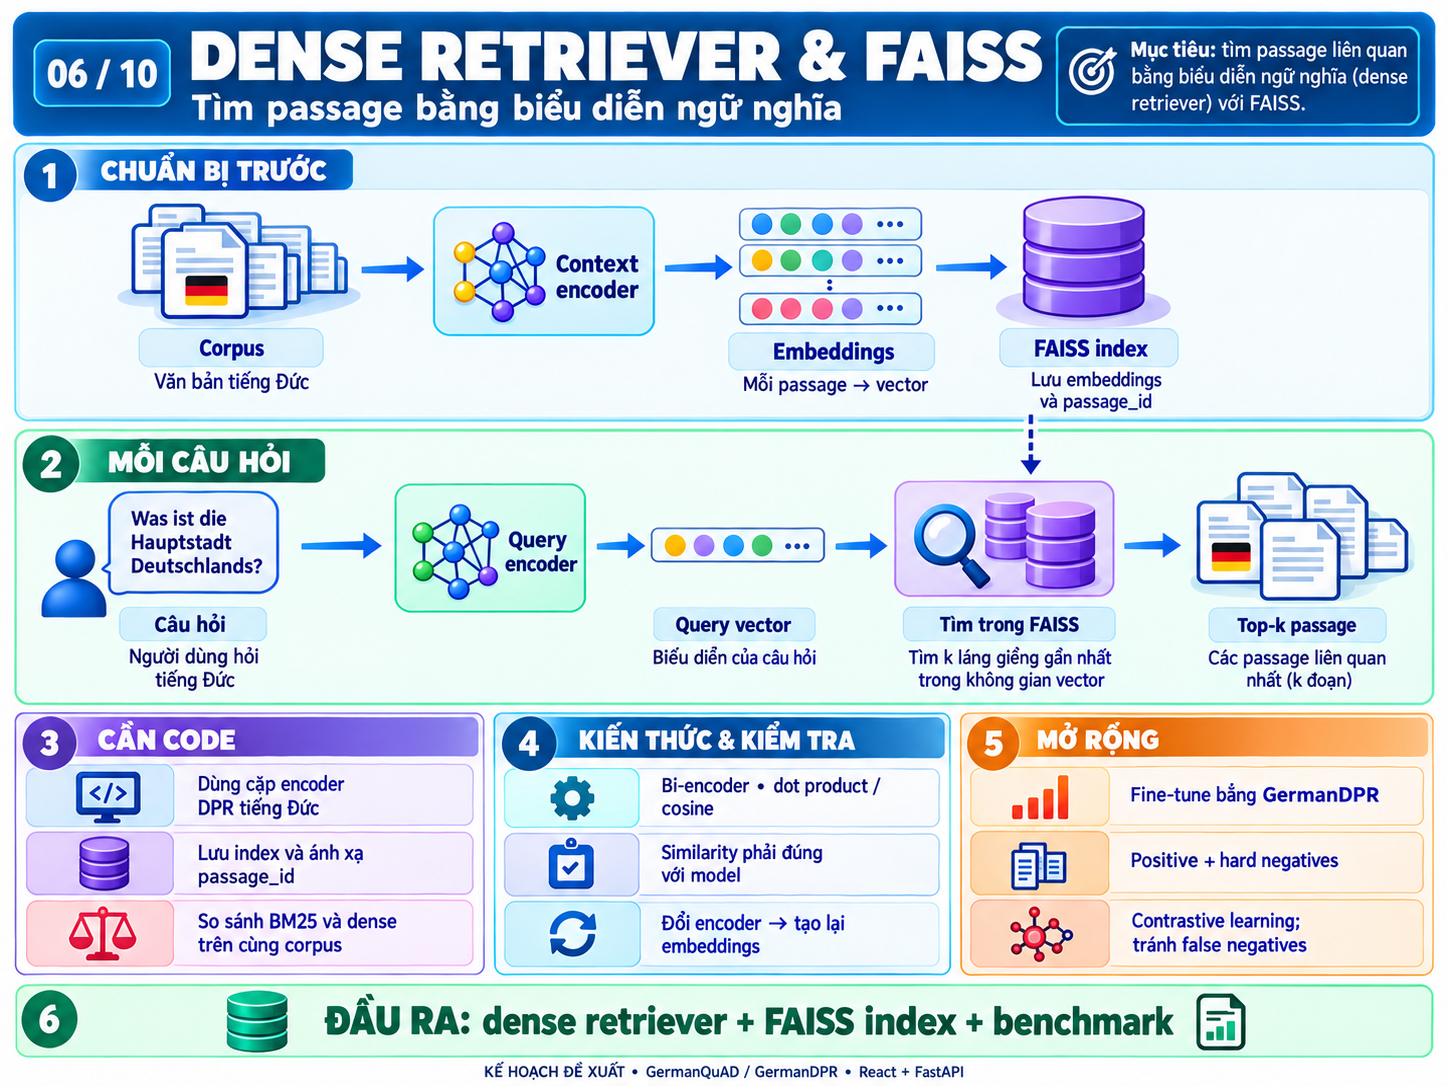 06 / 10
DENSE RETRIEVER & FAISS
Tìm passage bằng biểu diễn ngữ nghĩa
Mục tiêu: tìm passage liên quan
bằng biểu diễn ngữ nghĩa (dense
retriever) với FAISS.
1
CHUẨN BỊ TRƯỚC
Context
encoder
Corpus
Văn bản tiếng Đức
Embeddings
Mỗi passage → vector
FAISS index
Lưu embeddings
và passage_id
2
MỖI CÂU HỎI
Was ist die
Hauptstadt
Deutschlands?
Query
encoder
Câu hỏi
Người dùng hỏi
tiếng Đức
Query vector
Biểu diễn của câu hỏi
Tìm trong FAISS
Tìm k láng giềng gần nhất
trong không gian vector
Top-k passage
Các passage liên quan
nhất (k đoạn)
3
CẦN CODE
</>
Dùng cặp encoder
DPR tiếng Đức
Lưu index và ánh xạ
passage_id
So sánh BM25 và dense
trên cùng corpus
4
KIẾN THỨC & KIỂM TRA
Bi-encoder • dot product /
cosine
Similarity phải đúng
với model
Đổi encoder → tạo lại
embeddings
5
MỞ RỘNG
Fine-tune bằng GermanDPR
Positive + hard negatives
Contrastive learning;
tránh false negatives
6
ĐẦU RA: dense retriever + FAISS index + benchmark
KẾ HOẠCH ĐỀ XUẤT • GermanQuAD / GermanDPR • React + FastAPI